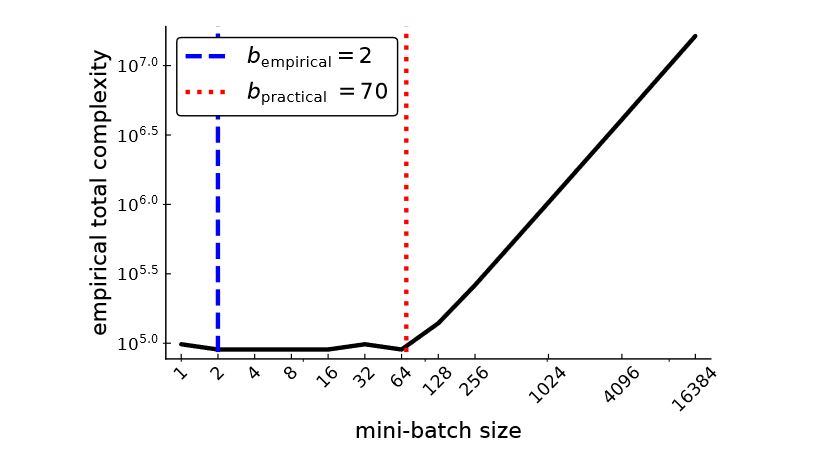 b_empirical = 2
b_practical = 70
empirical total complexity
10^7.0
10^6.5
10^6.0
10^5.5
10^5.0
1 2 4 8 16 32 64 128 256 1024 4096 16384
mini-batch size